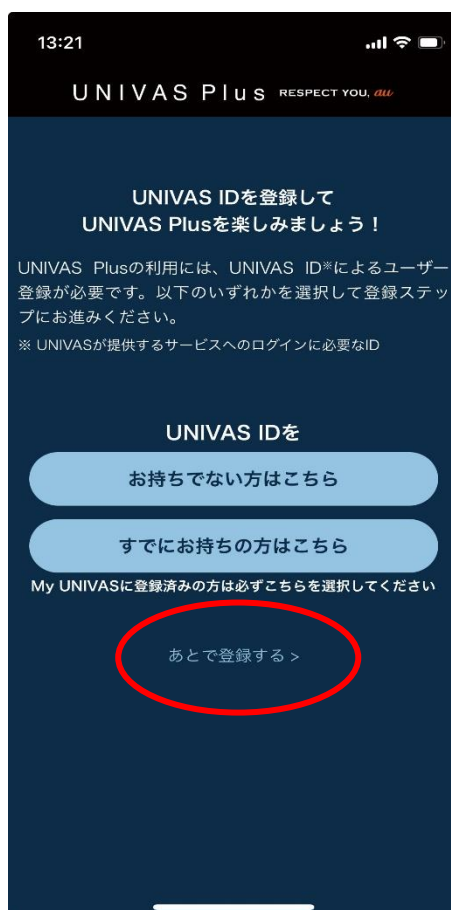 13:21
UNIVAS Plus RESPECT YOU, au
UNIVAS IDを登録して
UNIVAS Plusを楽しみましょう！
UNIVAS Plusの利用には、UNIVAS ID※によるユーザー
登録が必要です。以下のいずれかを選択して登録ステッ
プにお進みください。
※ UNIVASが提供するサービスへのログインに必要なID
UNIVAS IDを
お持ちでない方はこちら
すでにお持ちの方はこちら
My UNIVASに登録済みの方は必ずこちらを選択してください
あとで登録する >